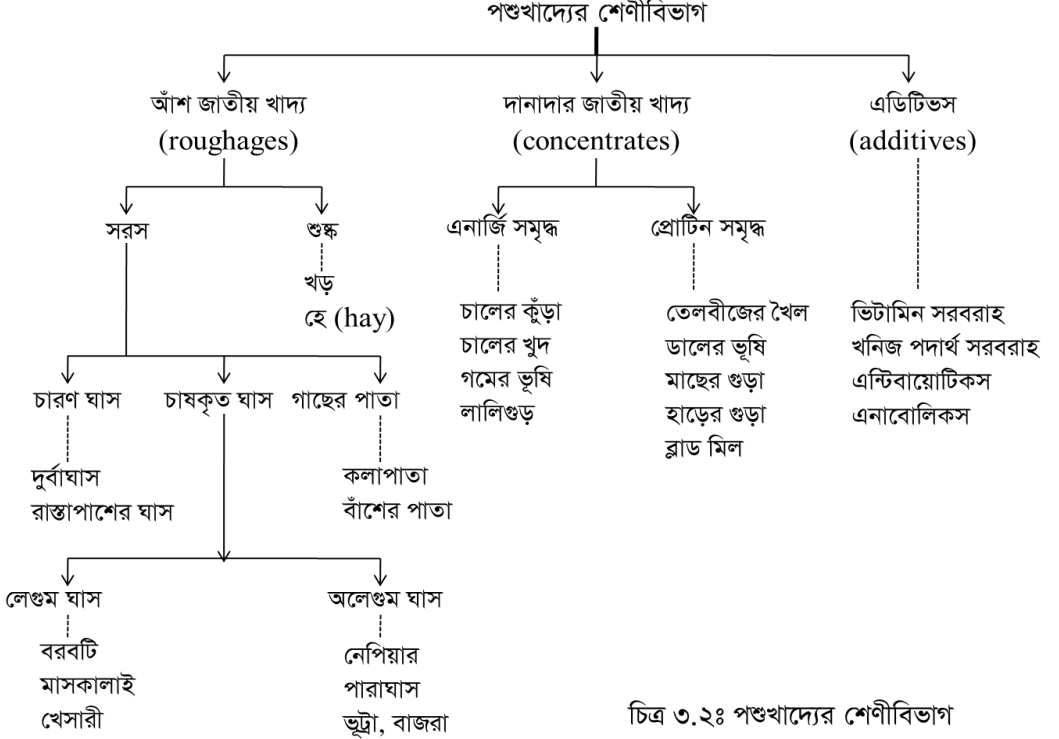 পশুখাদ্যের শেণীবিভাগ
আঁশ জাতীয় খাদ্য
(roughages)
দানাদার জাতীয় খাদ্য
(concentrates)
এডিটিভস
(additives)
সরস
শুষ্ক
খড়
হে (hay)
এনার্জি সমৃদ্ধ
প্রোটিন সমৃদ্ধ
চালের কুঁড়া
চালের খুদ
গমের ভূষি
লালিগুড়
তেলবীজের খৈল
ডালের ভূষি
মাছের গুড়া
হাড়ের গুড়া
ব্লাড মিল
ভিটামিন সরবরাহ
খনিজ পদার্থ সরবরাহ
এন্টিবায়োটিকস
এনাবোলিকস
চারণ ঘাস
চাষকৃত ঘাস
গাছের পাতা
দুর্বাঘাস
রাস্তাপাশের ঘাস
কলাপাতা
বাঁশের পাতা
লেগুম ঘাস
অলেগুম ঘাস
বরবটি
মাসকালাই
খেসারী
নেপিয়ার
পারাঘাস
ভূট্রা, বাজরা
চিত্র ৩.২ঃ পশুখাদ্যের শেণীবিভাগ